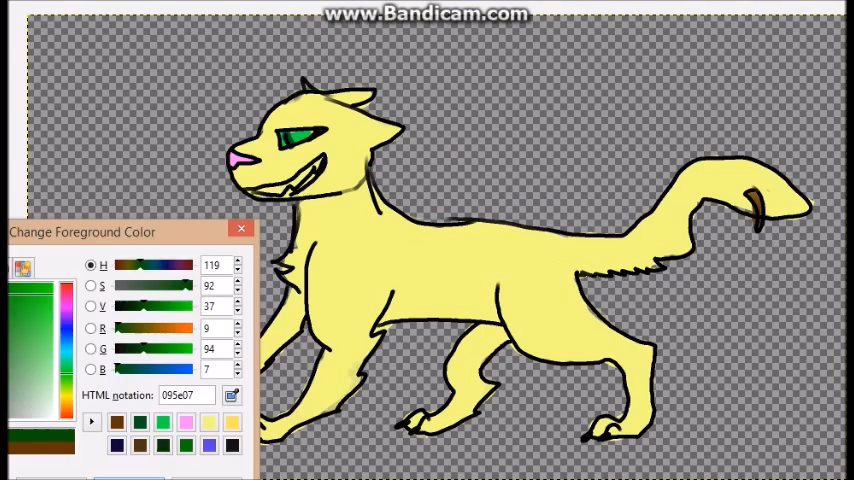 www.Bandicam.com
Change Foreground Color
H 119
S 92
V 37
R 9
G 94
B 7
HTML notation: 095e07